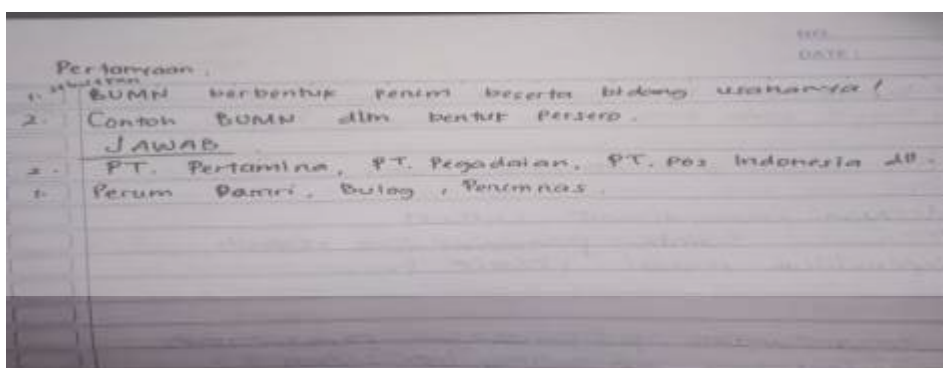 NO.
DATE :
Pertanyaan :
1. Sebutkan BUMN berbentuk Perum beserta bidang usahanya!
2. Contoh BUMN dlm bentuk Persero.
JAWAB
2. PT. Pertamina, PT. Pegadaian, PT. Pos Indonesia dll.
1. Perum Damri, Bulog, Perumnas.